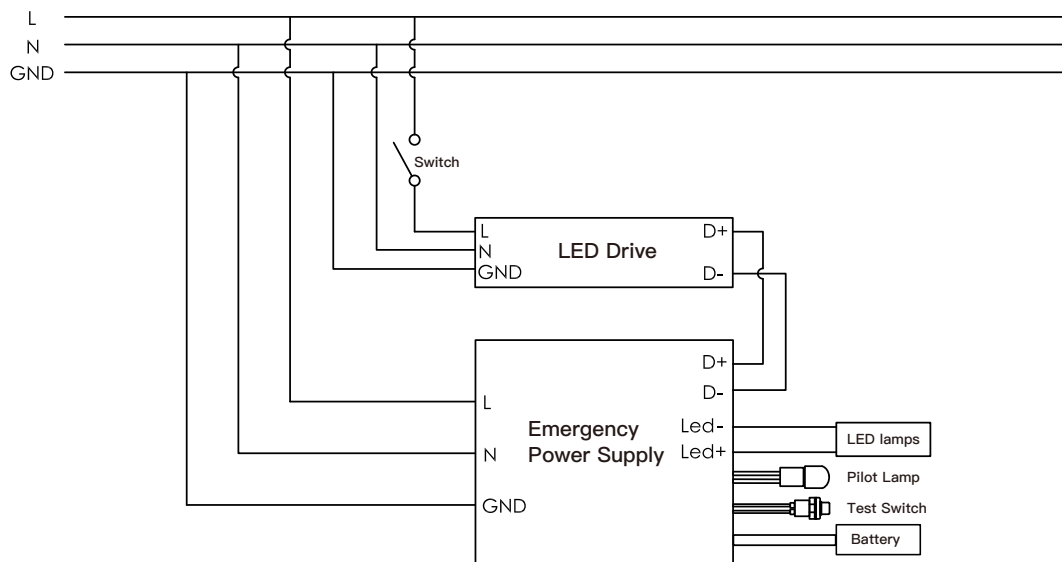 L
N
GND
Switch
L
N
GND
LED Drive
D+
D-
L
N
GND
Emergency
Power Supply
D+
D-
Led-
Led+
LED lamps
Pilot Lamp
Test Switch
Battery